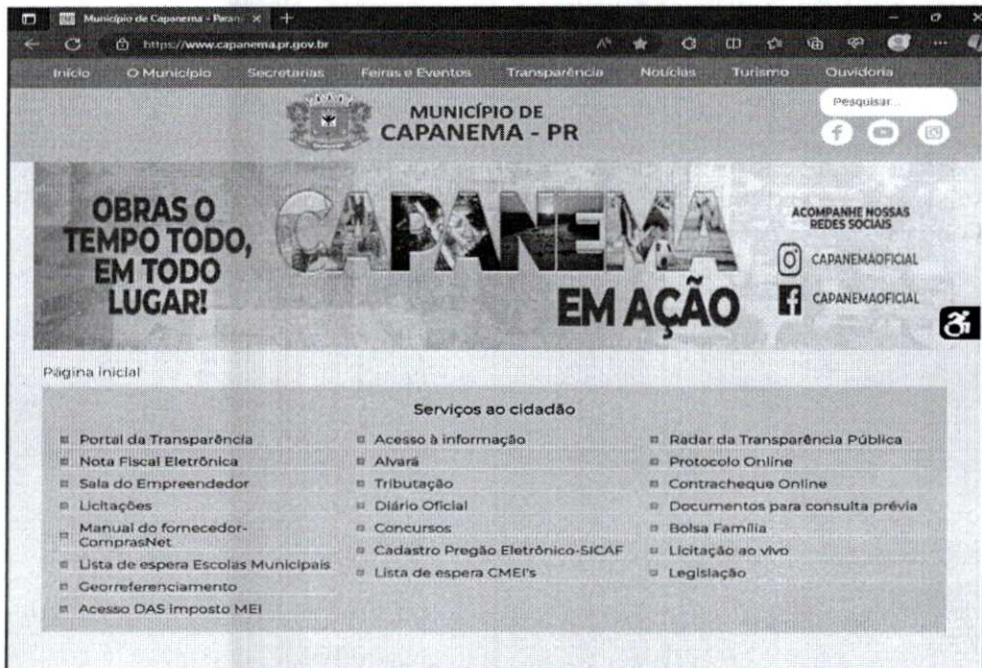 Município de Capanema - Paran
https://www.capanema.pr.gov.br
Início O Município Secretarias Feiras e Eventos Transparência Notícias Turismo Ouvidoria
MUNICÍPIO DE
CAPANEMA - PR
Pesquisar...
OBRAS O
TEMPO TODO,
EM TODO
LUGAR!
CAPANEMA
EM AÇÃO
ACOMPANHE NOSSAS
REDES SOCIAIS
CAPANEMAOFICIAL
CAPANEMAOFICIAL
Página inicial
Serviços ao cidadão
Portal da Transparência
Nota Fiscal Eletrônica
Sala do Empreendedor
Licitações
Manual do fornecedor-
ComprasNet
Lista de espera Escolas Municipais
Georreferenciamento
Acesso DAS imposto MEI
Acesso à informação
Alvará
Tributação
Diário Oficial
Concursos
Cadastro Pregão Eletrônico-SICAF
Lista de espera CMEI's
Radar da Transparência Pública
Protocolo Online
Contracheque Online
Documentos para consulta prévia
Bolsa Família
Licitação ao vivo
Legislação